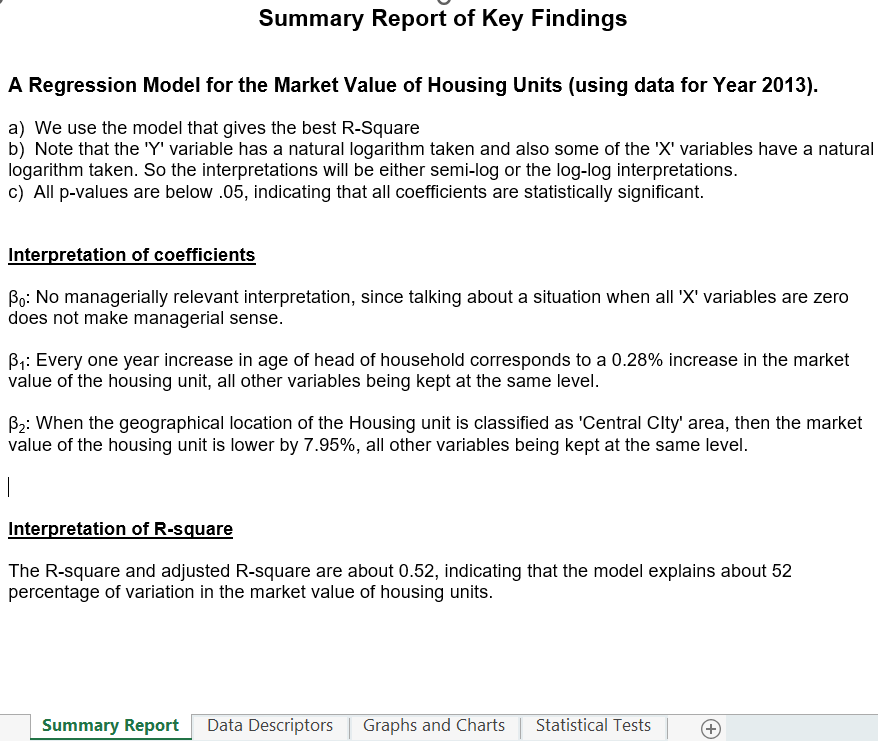 Summary Report of Key Findings
A Regression Model for the Market Value of Housing Units (using data for Year 2013).
a)  We use the model that gives the best R-Square
b)  Note that the 'Y' variable has a natural logarithm taken and also some of the 'X' variables have a natural
logarithm taken. So the interpretations will be either semi-log or the log-log interpretations.
c)  All p-values are below .05, indicating that all coefficients are statistically significant.
Interpretation of coefficients
β₀: No managerially relevant interpretation, since talking about a situation when all 'X' variables are zero
does not make managerial sense.
β₁: Every one year increase in age of head of household corresponds to a 0.28% increase in the market
value of the housing unit, all other variables being kept at the same level.
β₂: When the geographical location of the Housing unit is classified as 'Central CIty' area, then the market
value of the housing unit is lower by 7.95%, all other variables being kept at the same level.
Interpretation of R-square
The R-square and adjusted R-square are about 0.52, indicating that the model explains about 52
percentage of variation in the market value of housing units.
Summary Report Data Descriptors Graphs and Charts Statistical Tests